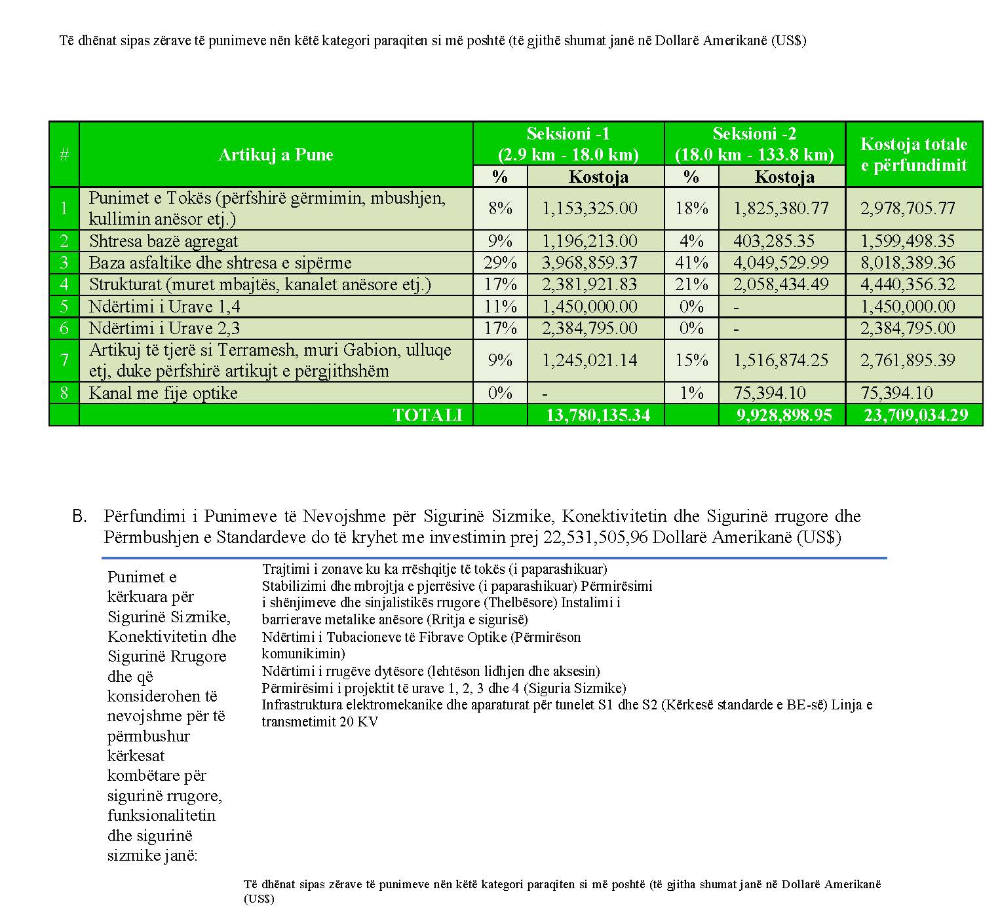 Të dhënat sipas zërave të punimeve nën këtë kategori paraqiten si më poshtë (të gjithë shumat janë në Dollarë Amerikanë (US$)
# Artikuj a Pune Seksioni -1 (2.9 km - 18.0 km) Seksioni -2 (18.0 km - 133.8 km) Kostoja totale e përfundimit
% Kostoja % Kostoja
1 Punimet e Tokës (përfshirë gërmimin, mbushjen,
kullimin anësor etj.) 8% 1,153,325.00 18% 1,825,380.77 2,978,705.77
2 Shtresa bazë agregat 9% 1,196,213.00 4% 403,285.35 1,599,498.35
3 Baza asfaltike dhe shtresa e sipërme 29% 3,968,859.37 41% 4,049,529.99 8,018,389.36
4 Strukturat (muret mbajtës, kanalet anësore etj.) 17% 2,381,921.83 21% 2,058,434.49 4,440,356.32
5 Ndërtimi i Urave 1,4 11% 1,450,000.00 0% - 1,450,000.00
6 Ndërtimi i Urave 2,3 17% 2,384,795.00 0% - 2,384,795.00
7 Artikuj të tjerë si Terramesh, muri Gabion, ulluqe
etj, duke përfshirë artikujt e përgjithshëm 9% 1,245,021.14 15% 1,516,874.25 2,761,895.39
8 Kanal me fije optike 0% - 1% 75,394.10 75,394.10
TOTALI 13,780,135.34 9,928,898.95 23,709,034.29
B. Përfundimi i Punimeve të Nevojshme për Sigurinë Sizmike, Konektivitetin dhe Sigurinë rrugore dhe
Përmbushjen e Standardeve do të kryhet me investimin prej 22,531,505,96 Dollarë Amerikanë (US$)
Punimet e
kërkuara për
Sigurinë Sizmike,
Konektivitetin dhe
Sigurinë Rrugore
dhe që
konsiderohen të
nevojshme për të
përmbushur
kërkesat
kombëtare për
sigurinë rrugore,
funksionalitetin
dhe sigurinë
sizmike janë:
Trajtimi i zonave ku ka rrëshqitje të tokës (i paparashikuar)
Stabilizimi dhe mbrojtja e pjerrësive (i paparashikuar) Përmirësimi
i shënjimeve dhe sinjalistikës rrugore (Thelbësore) Instalimi i
barrierave metalike anësore (Rritja e sigurisë)
Ndërtimi i Tubacioneve të Fibrave Optike (Përmirëson
komunikimin)
Ndërtimi i rrugëve dytësore (lehtëson lidhjen dhe aksesin)
Përmirësimi i projektit të urave 1, 2, 3 dhe 4 (Siguria Sizmike)
Infrastruktura elektromekanike dhe aparaturat për tunelet S1 dhe S2 (Kërkesë standarde e BE-së) Linja e
transmetimit 20 KV
Të dhënat sipas zërave të punimeve nën këtë kategori paraqiten si më poshtë (të gjitha shumat janë në Dollarë Amerikanë
(US$)